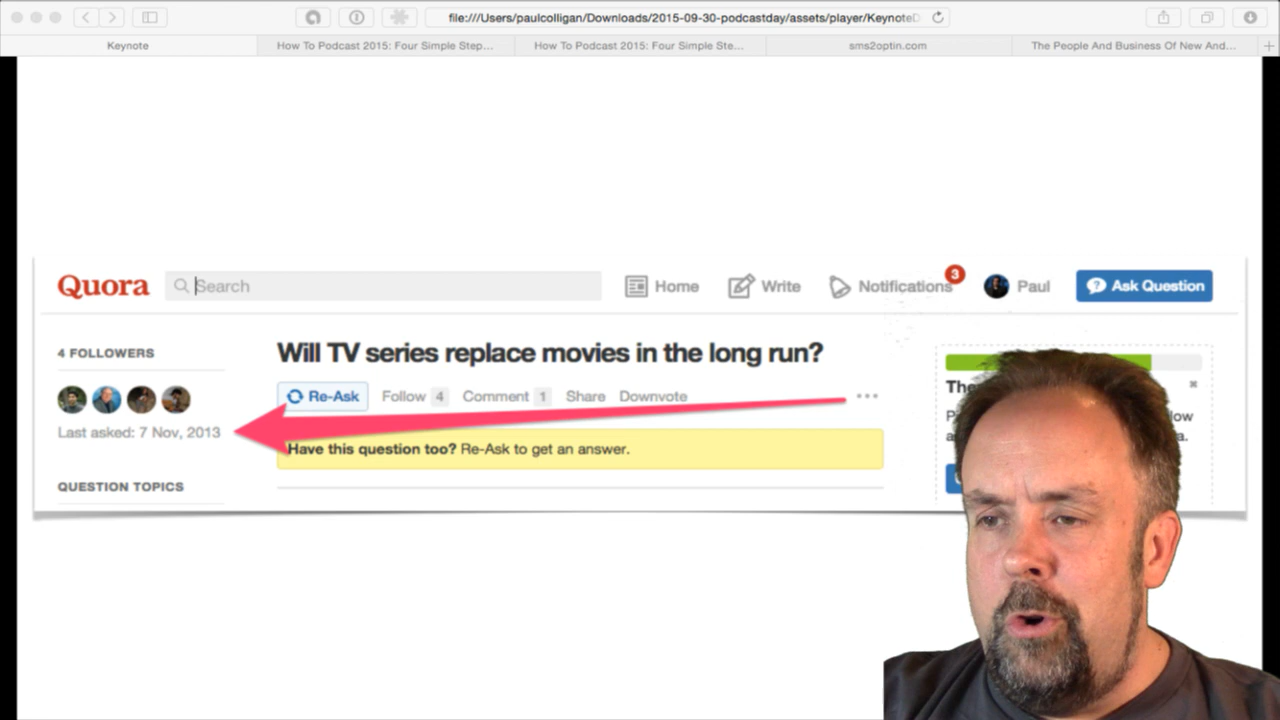 file:///Users/paulcolligan/Downloads/2015-09-30-podcastday/assets/player/Keynote
Keynote
How To Podcast 2015: Four Simple Step...
How To Podcast 2015: Four Simple Ste...
sms2optin.com
The People And Business Of New And...
Quora
Search
Home
Write
Notifications
3
Paul
Ask Question
4 FOLLOWERS
Last asked: 7 Nov, 2013
QUESTION TOPICS
Will TV series replace movies in the long run?
Re-Ask Follow 4 Comment 1 Share Downvote
Have this question too? Re-Ask to get an answer.